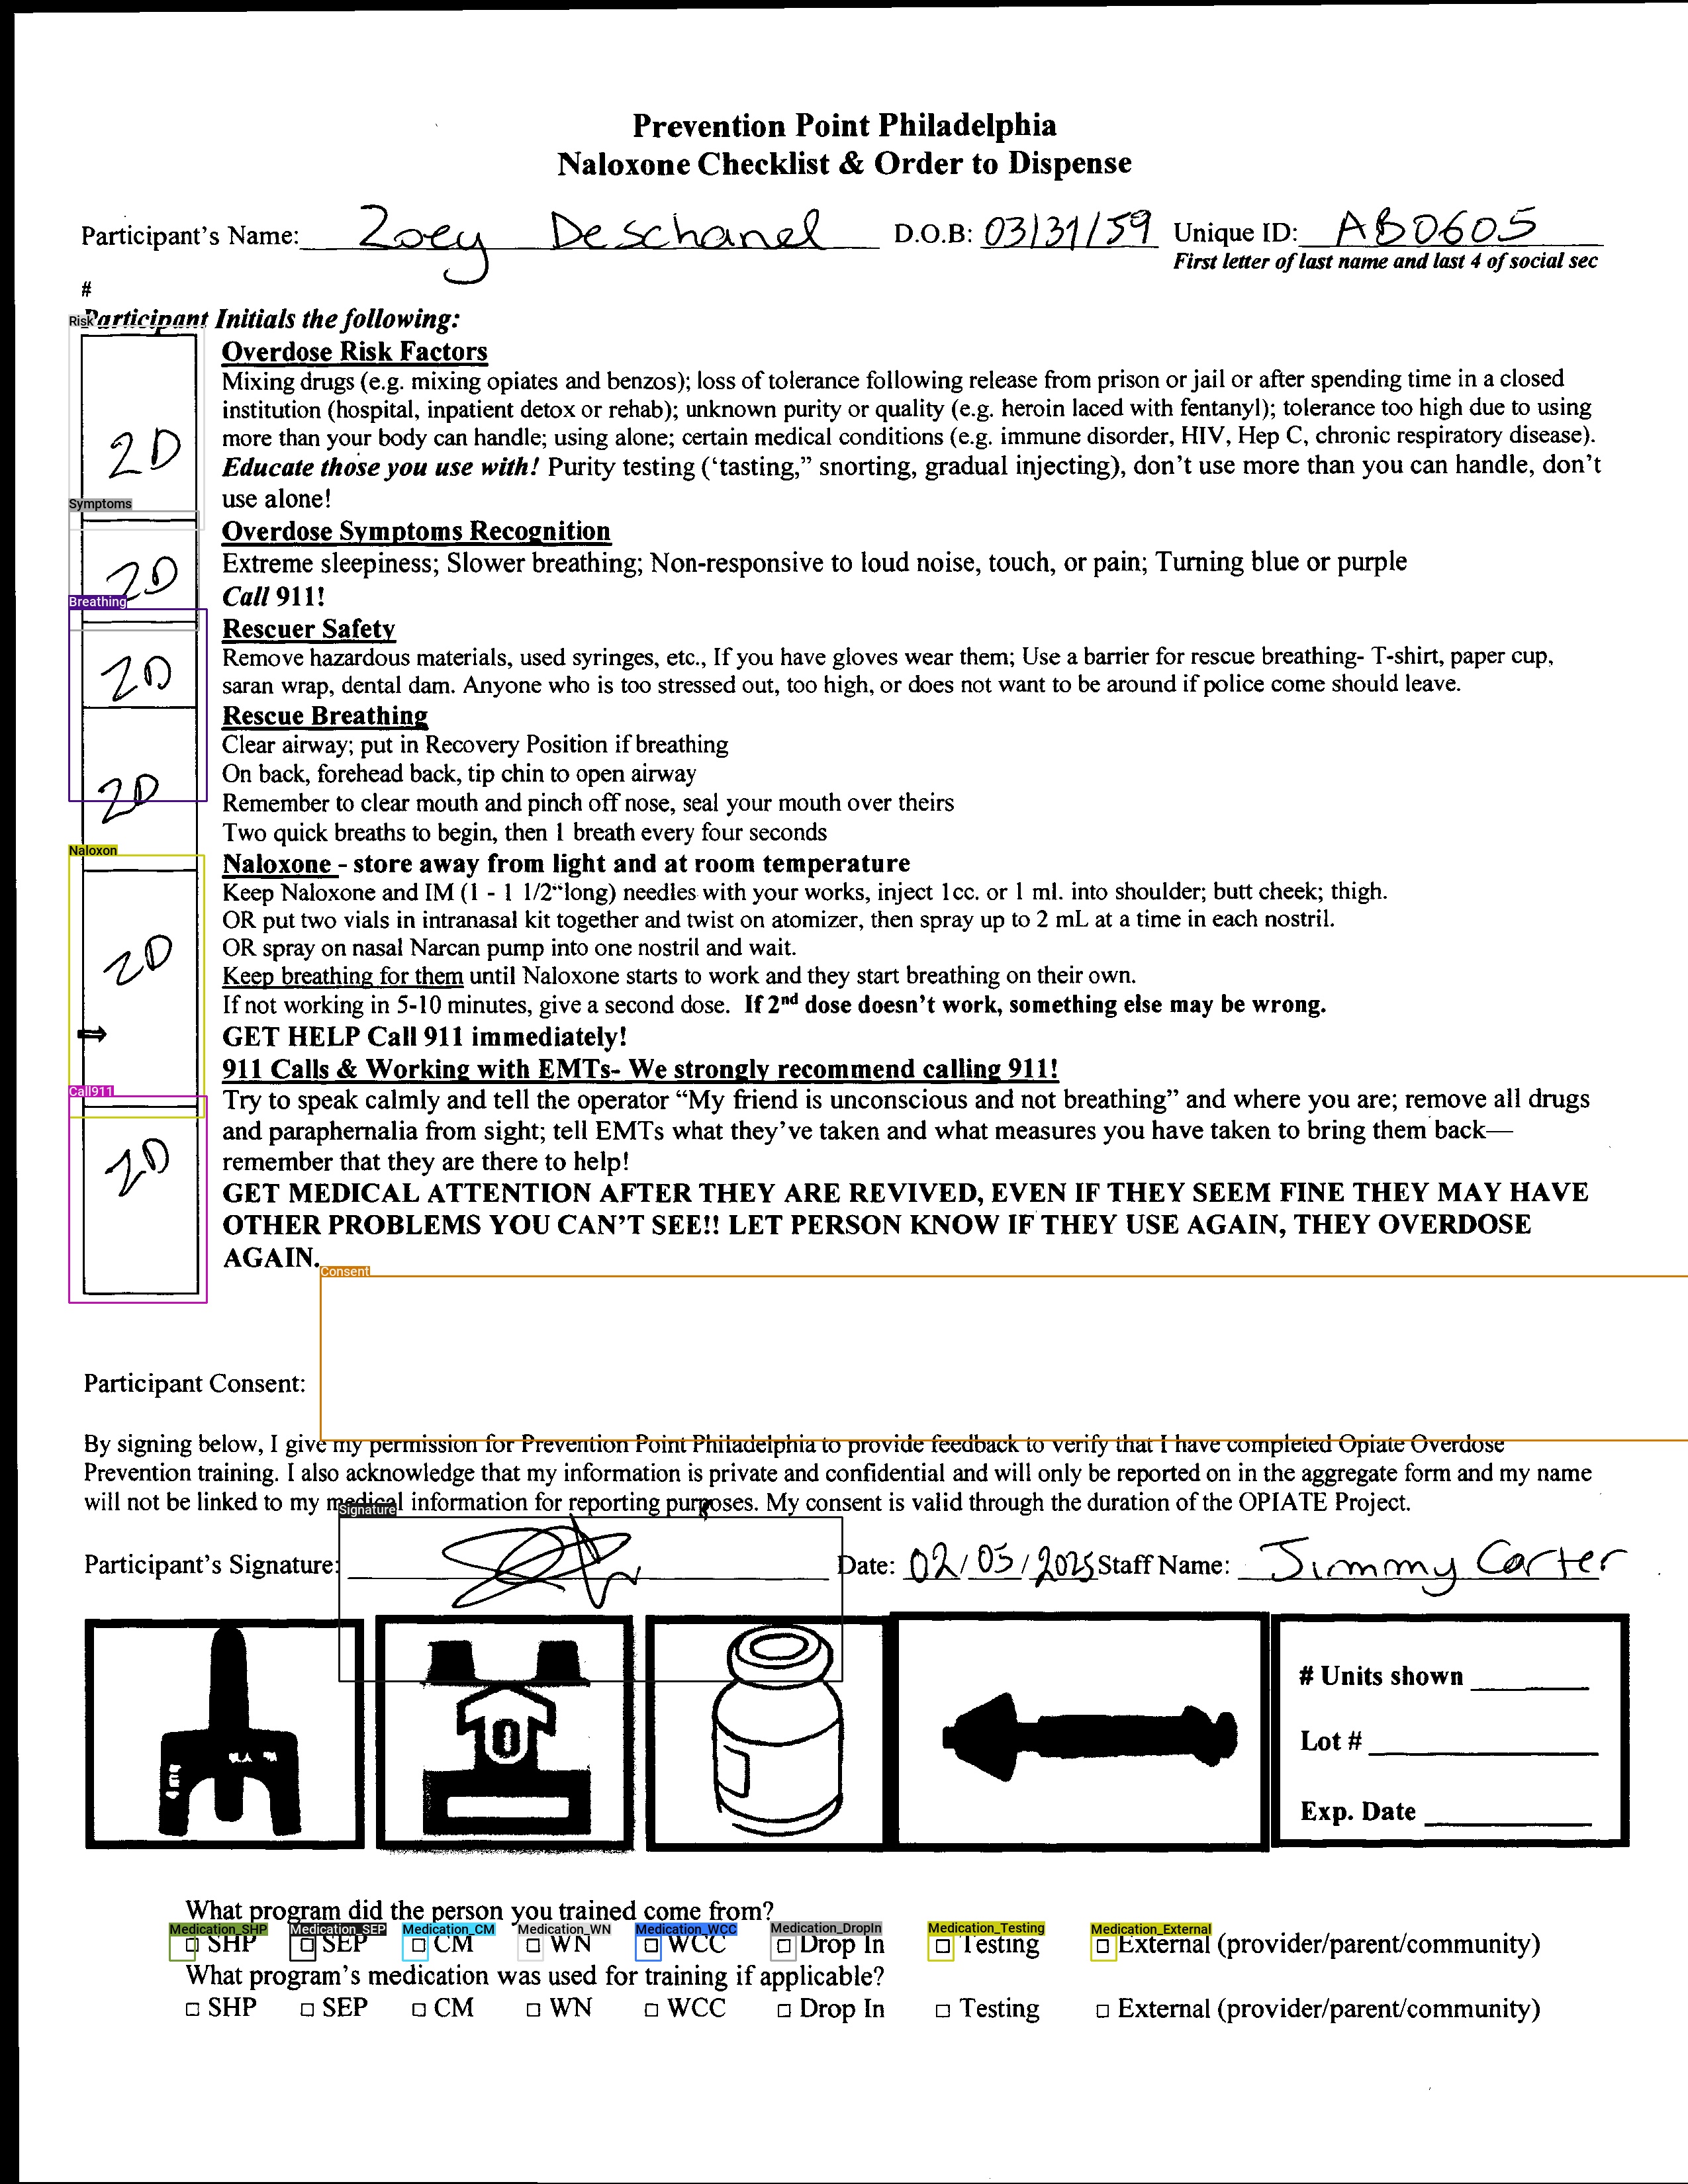 Prevention Point Philadelphia
Naloxone Checklist & Order to Dispense
Participant's Name: Zoey Deschanel D.O.B: 03/31/59 Unique ID: AB0605
First letter of last name and last 4 of social sec
#
Risk
Participant Initials the following:
Overdose Risk Factors
Mixing drugs (e.g. mixing opiates and benzos); loss of tolerance following release from prison or jail or after spending time in a closed
institution (hospital, inpatient detox or rehab); unknown purity or quality (e.g. heroin laced with fentanyl); tolerance too high due to using
2D more than your body can handle; using alone; certain medical conditions (e.g. immune disorder, HIV, Hep C, chronic respiratory disease).
Educate those you use with! Purity testing ('tasting," snorting, gradual injecting), don't use more than you can handle, don't
use alone!
Symptoms
Overdose Symptoms Recognition
2D Extreme sleepiness; Slower breathing; Non-responsive to loud noise, touch, or pain; Turning blue or purple
Call 911!
Breathing
Rescuer Safety
Remove hazardous materials, used syringes, etc., If you have gloves wear them; Use a barrier for rescue breathing- T-shirt, paper cup,
2D saran wrap, dental dam. Anyone who is too stressed out, too high, or does not want to be around if police come should leave.
Rescue Breathing
Clear airway; put in Recovery Position if breathing
On back, forehead back, tip chin to open airway
2D Remember to clear mouth and pinch off nose, seal your mouth over theirs
Two quick breaths to begin, then 1 breath every four seconds
Naloxon
Naloxone - store away from light and at room temperature
Keep Naloxone and IM (1 - 1 1/2“long) needles with your works, inject 1cc. or 1 ml. into shoulder; butt cheek; thigh.
OR put two vials in intranasal kit together and twist on atomizer, then spray up to 2 mL at a time in each nostril.
2D OR spray on nasal Narcan pump into one nostril and wait.
Keep breathing for them until Naloxone starts to work and they start breathing on their own.
If not working in 5-10 minutes, give a second dose. If 2nd dose doesn't work, something else may be wrong.
⇒ GET HELP Call 911 immediately!
911 Calls & Working with EMTs- We strongly recommend calling 911!
Call911
Try to speak calmly and tell the operator “My friend is unconscious and not breathing” and where you are; remove all drugs
and paraphernalia from sight; tell EMTs what they've taken and what measures you have taken to bring them back—
2D remember that they are there to help!
GET MEDICAL ATTENTION AFTER THEY ARE REVIVED, EVEN IF THEY SEEM FINE THEY MAY HAVE
OTHER PROBLEMS YOU CAN'T SEE!! LET PERSON KNOW IF THEY USE AGAIN, THEY OVERDOSE
AGAIN.
Consent
Participant Consent:
By signing below, I give my permission for Prevention Point Philadelphia to provide feedback to verify that I have completed Opiate Overdose
Prevention training. I also acknowledge that my information is private and confidential and will only be reported on in the aggregate form and my name
will not be linked to my medical information for reporting purposes. My consent is valid through the duration of the OPIATE Project.
Signature
Participant's Signature: Date: 02/05/2025 Staff Name: Jimmy Carter
# Units shown
Lot #
Exp. Date
What program did the person you trained come from?
Medication_SHP Medication_SEP Medication_CM Medication_WN Medication_WCC Medication_DropIn Medication_Testing Medication_External
□ SHP □ SEP □ CM □ WN □ WCC □ Drop In □ Testing □ External (provider/parent/community)
What program's medication was used for training if applicable?
□ SHP □ SEP □ CM □ WN □ WCC □ Drop In □ Testing □ External (provider/parent/community)